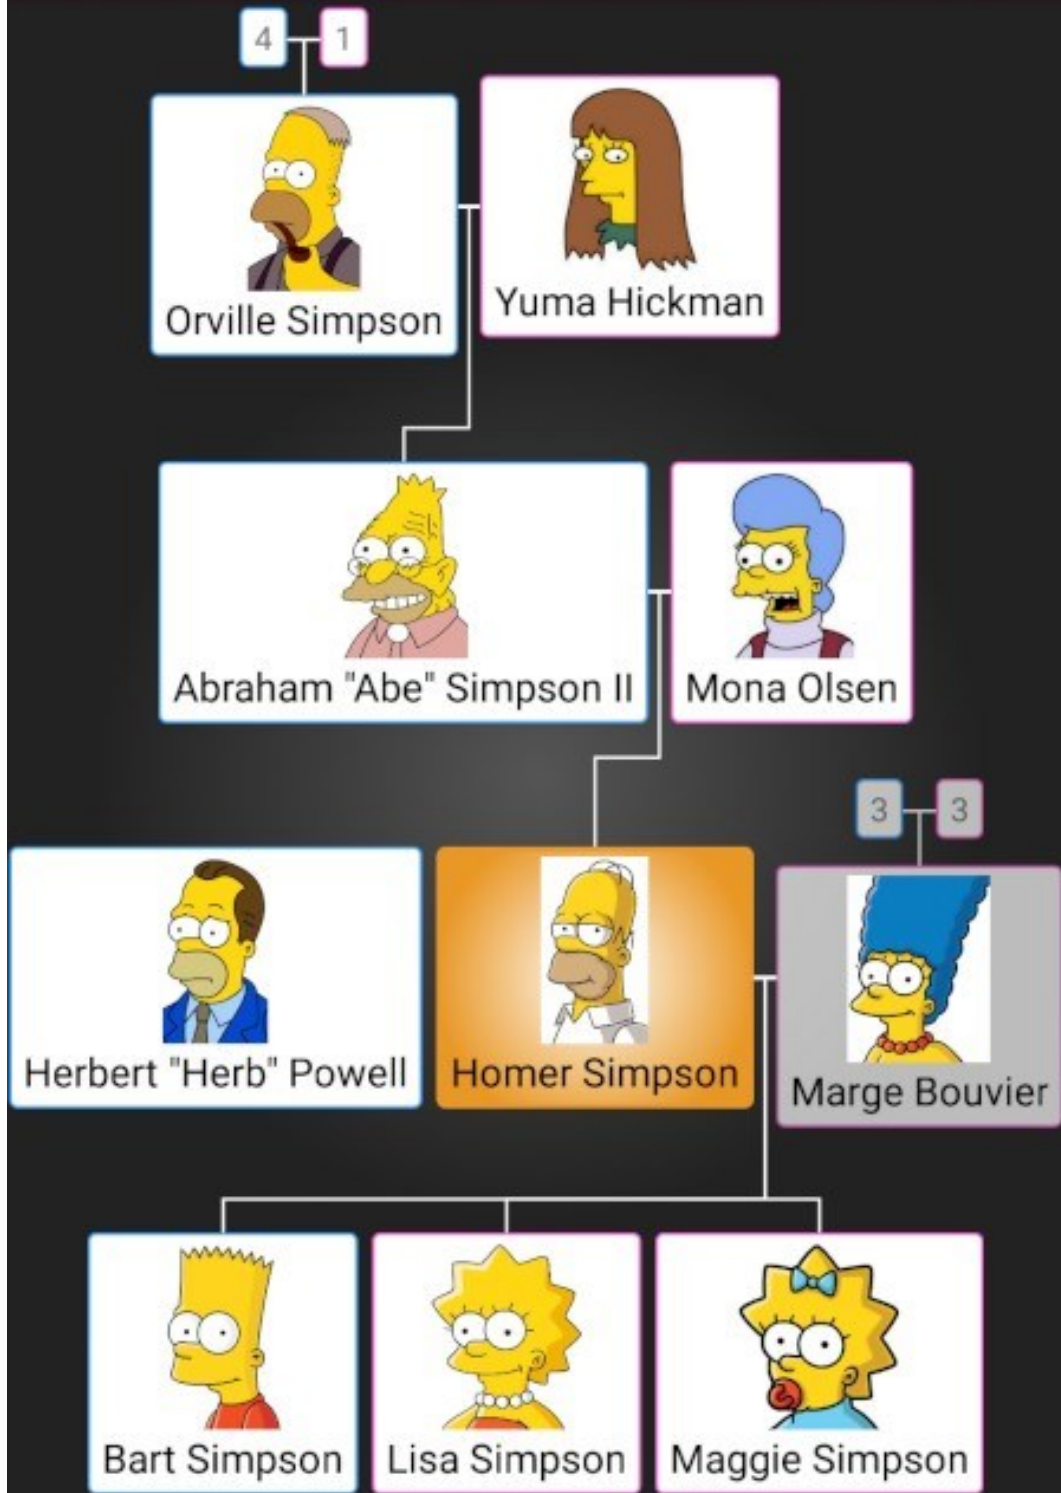 4
1
Orville Simpson
Yuma Hickman
Abraham "Abe" Simpson II
Mona Olsen
3
3
Herbert "Herb" Powell
Homer Simpson
Marge Bouvier
Bart Simpson
Lisa Simpson
Maggie Simpson